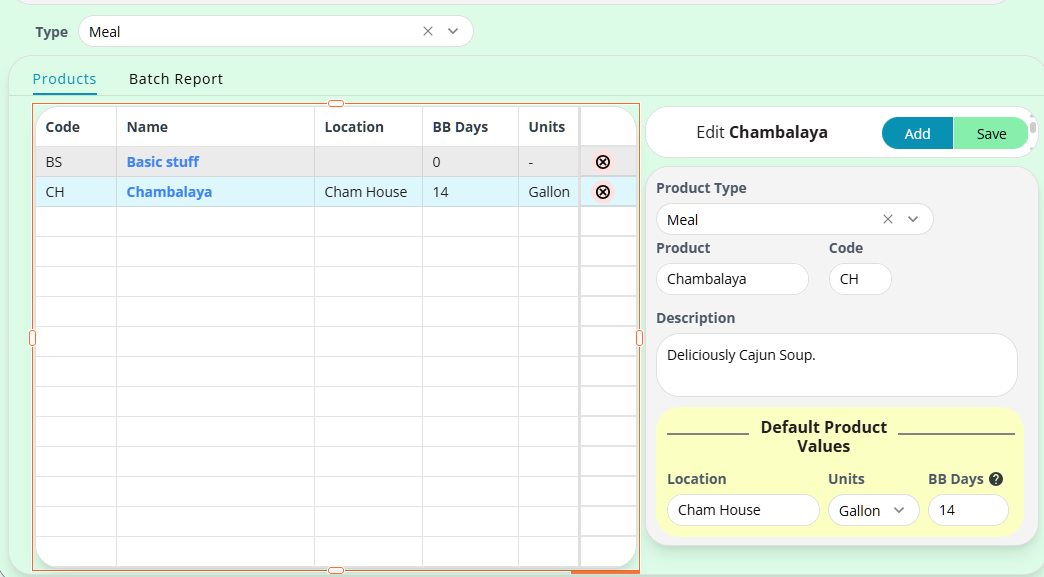 Type Meal
Products Batch Report
Code Name Location BB Days Units
BS Basic stuff 0 -
CH Chambalaya Cham House 14 Gallon
Edit Chambalaya Add Save
Product Type
Meal
Product Code
Chambalaya CH
Description
Deliciously Cajun Soup.
Default Product
Values
Location Units BB Days ?
Cham House Gallon 14